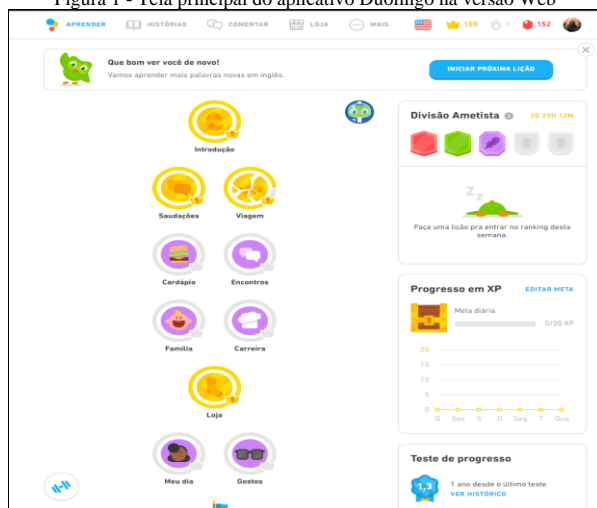 Figura 1 - Tela principal do aplicativo Duolingo na versão Web
APRENDER HISTÓRIAS COMENTAR LOJA MAIS 105 0 152
Que bom ver você de novo!
Vamos aprender mais palavras novas em inglês.
INICIAR PRÓXIMA LIÇÃO
Introdução
Saudações Viagem
Cardápio Encontros
Família Carreira
Loja
Meu dia Gostos
Divisão Ametista 3D 23H 12M
Faça uma lição pra entrar no ranking desta
semana.
Progresso em XP EDITAR META
Meta diária
0/20 XP
20
15
10
5
0
Q Sex S D Seg T Qua
Teste de progresso
1,3
1 ano desde o último teste
VER HISTÓRICO